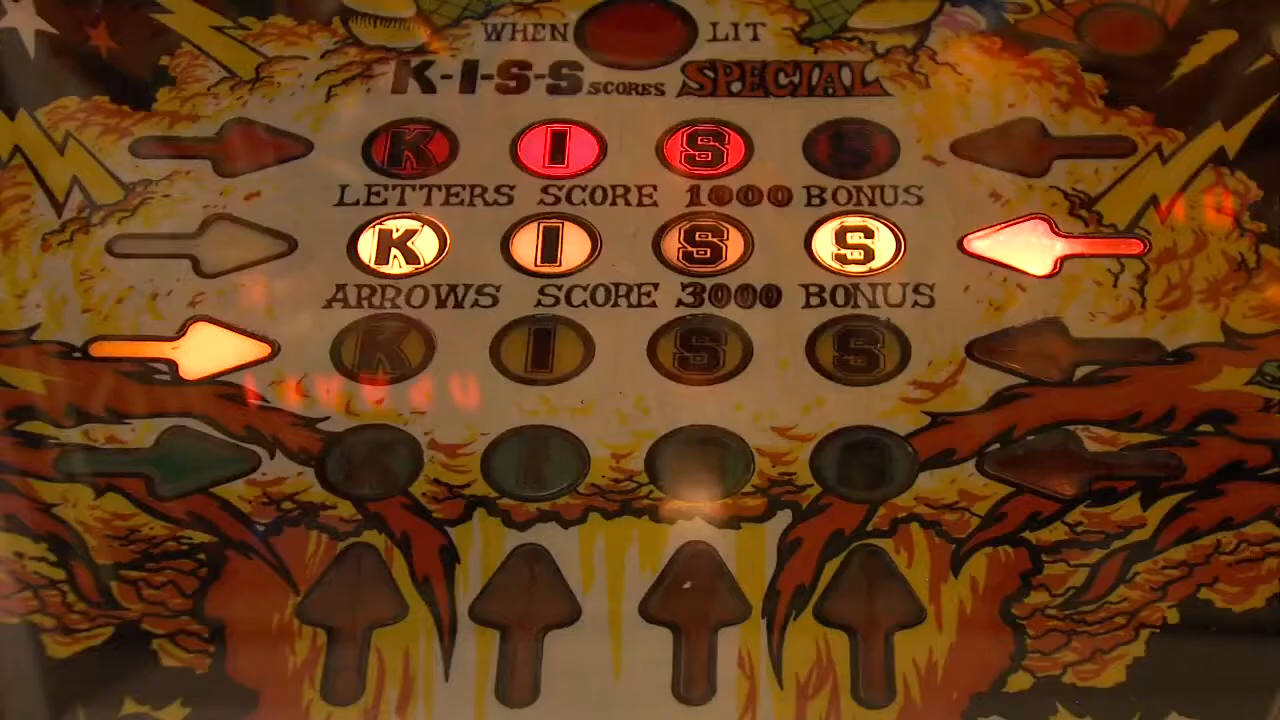 WHEN LIT
K-I-S-S SCORES SPECIAL
K I S S
LETTERS SCORE 1000 BONUS
K I S S
ARROWS SCORE 3000 BONUS
K I S S
K I S S